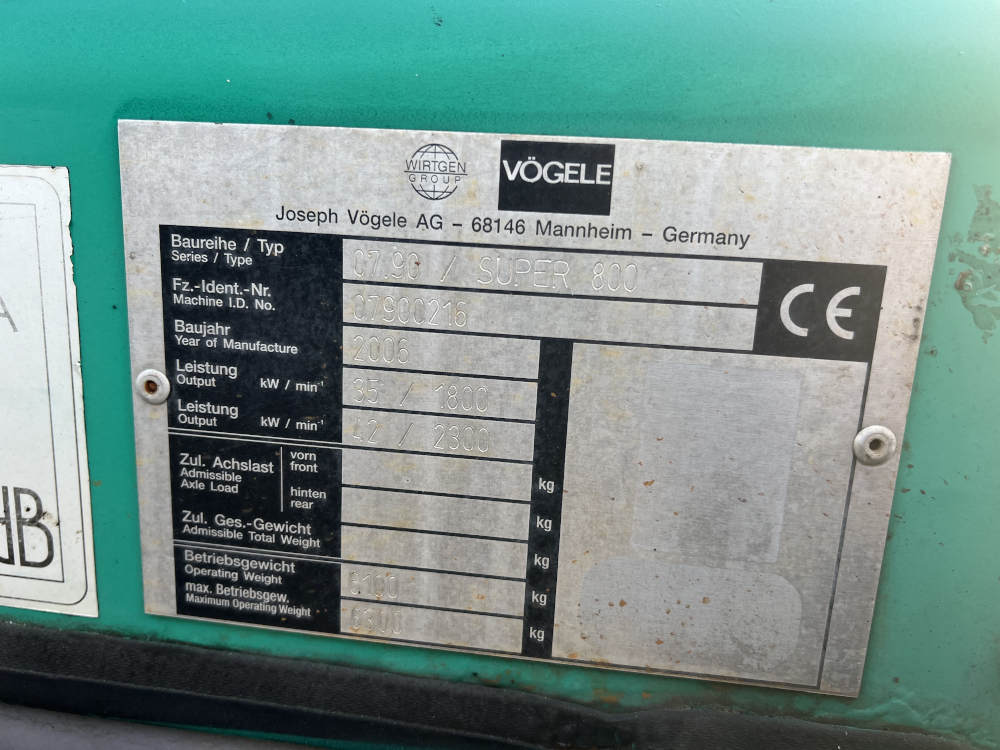 WIRTGEN
GROUP
VÖGELE
Joseph Vögele AG – 68146 Mannheim – Germany
Baureihe / Typ
Series / Type
07.90 / SUPER 800
Fz.-Ident.-Nr.
Machine I.D. No.
07900216
CE
Baujahr
Year of Manufacture
2006
Leistung
Output kW / min⁻¹
35 / 1800
Leistung
Output kW / min⁻¹
42 / 2300
Zul. Achslast
Admissible
Axle Load
vorn
front
kg
hinten
rear
kg
Zul. Ges.-Gewicht
Admissible Total Weight
kg
Betriebsgewicht
Operating Weight
6100
kg
max. Betriebsgew.
Maximum Operating Weight
6300
kg
A
B